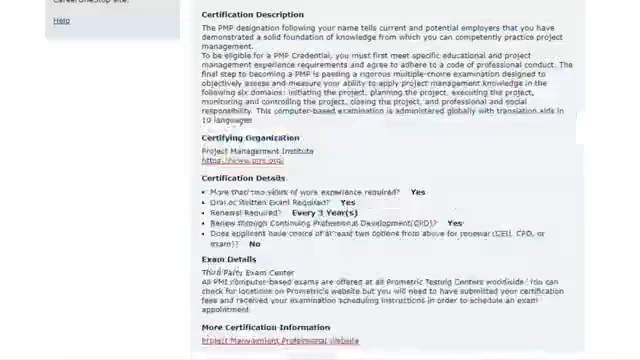 CareerOneStop site.
Help
Certification Description
The PMP designation following your name tells current and potential employers that you have
demonstrated a solid foundation of knowledge from which you can competently practice project
management.
To be eligible for a PMP Credential, you must first meet specific educational and project
management experience requirements and agree to adhere to a code of professional conduct. The
final step to becoming a PMP is passing a rigorous multiple-choice examination designed to
objectively assess and measure your ability to apply project management knowledge in the
following six domains: initiating the project, planning the project, executing the project,
monitoring and controlling the project, closing the project, and professional and social
responsibility. This computer-based examination is administered globally with translation aids in
10 languages
Certifying Organization
Project Management Institute
Certification Details
• More than two years of work experience required? Yes
• Oral or Written Exam Required? Yes
• Renewal Required? Every 3 Year(s)
• Renew through Continuing Professional Development(CPD)? Yes
• Does applicant have choice of at least two options from above for renewal (CEU, CPD, or
exam)? No
Exam Details
Third Party Exam Center
All PMI computer-based exams are offered at all Prometric Testing Centers worldwide. You can
check for locations on Prometric's website but you will need to have submitted your certification
fees and received your examination scheduling instructions in order to schedule an exam
appointment
More Certification Information
Project Management Professional Website